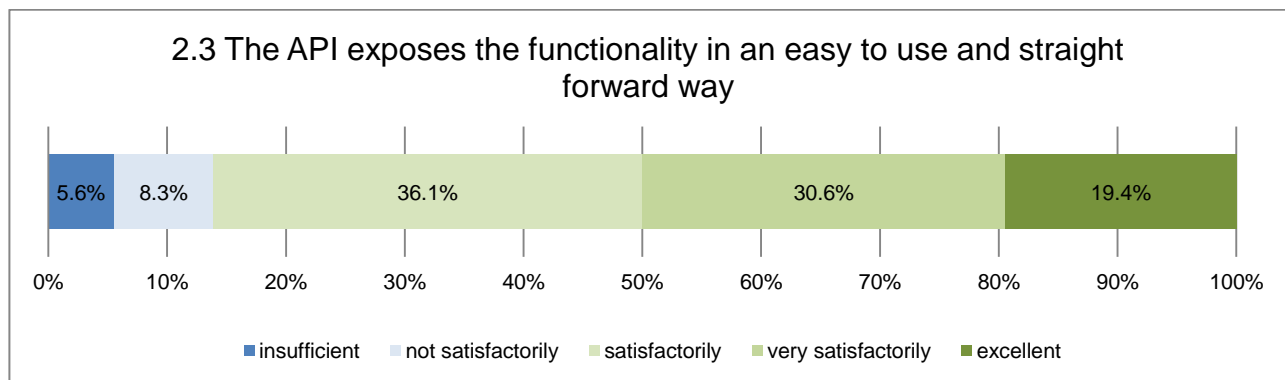 2.3 The API exposes the functionality in an easy to use and straight
forward way
5.6% 8.3% 36.1% 30.6% 19.4%
0% 10% 20% 30% 40% 50% 60% 70% 80% 90% 100%
insufficient not satisfactorily satisfactorily very satisfactorily excellent